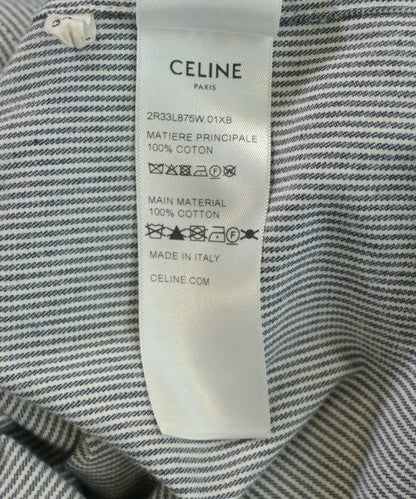 CELINE
PARIS
2R33L875W.01XB
MATIERE PRINCIPALE
100% COTON
MAIN MATERIAL
100% COTTON
MADE IN ITALY
CELINE.COM